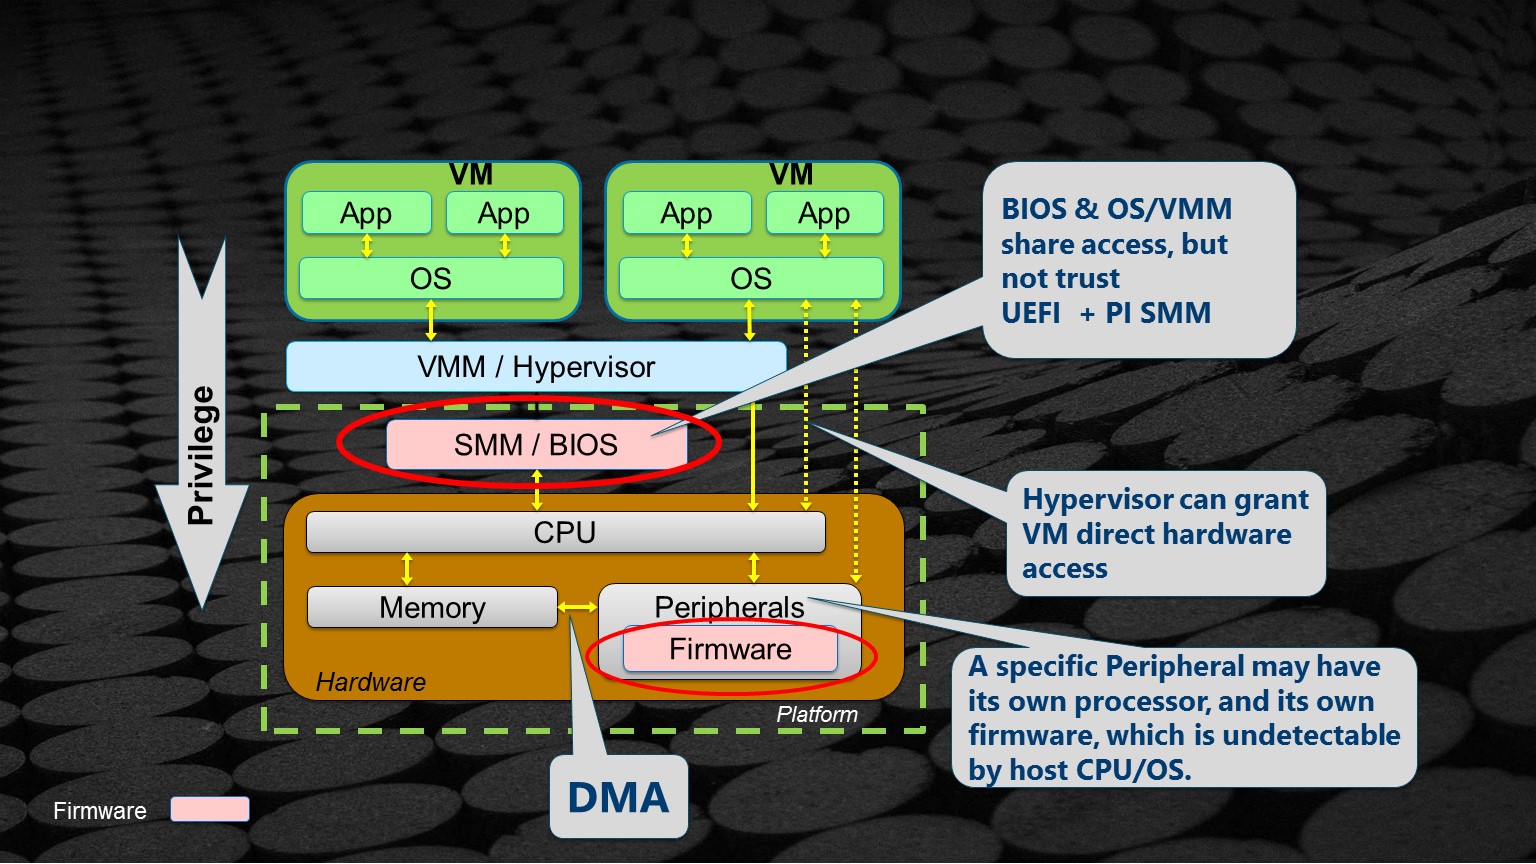 VM
VM
App
App
App
App
OS
OS
VMM / Hypervisor
SMM / BIOS
CPU
Memory
Peripherals
Firmware
Hardware
Platform
Privilege
BIOS & OS/VMM
share access, but
not trust
UEFI + PI SMM
Hypervisor can grant
VM direct hardware
access
A specific Peripheral may have
its own processor, and its own
firmware, which is undetectable
by host CPU/OS.
DMA
Firmware